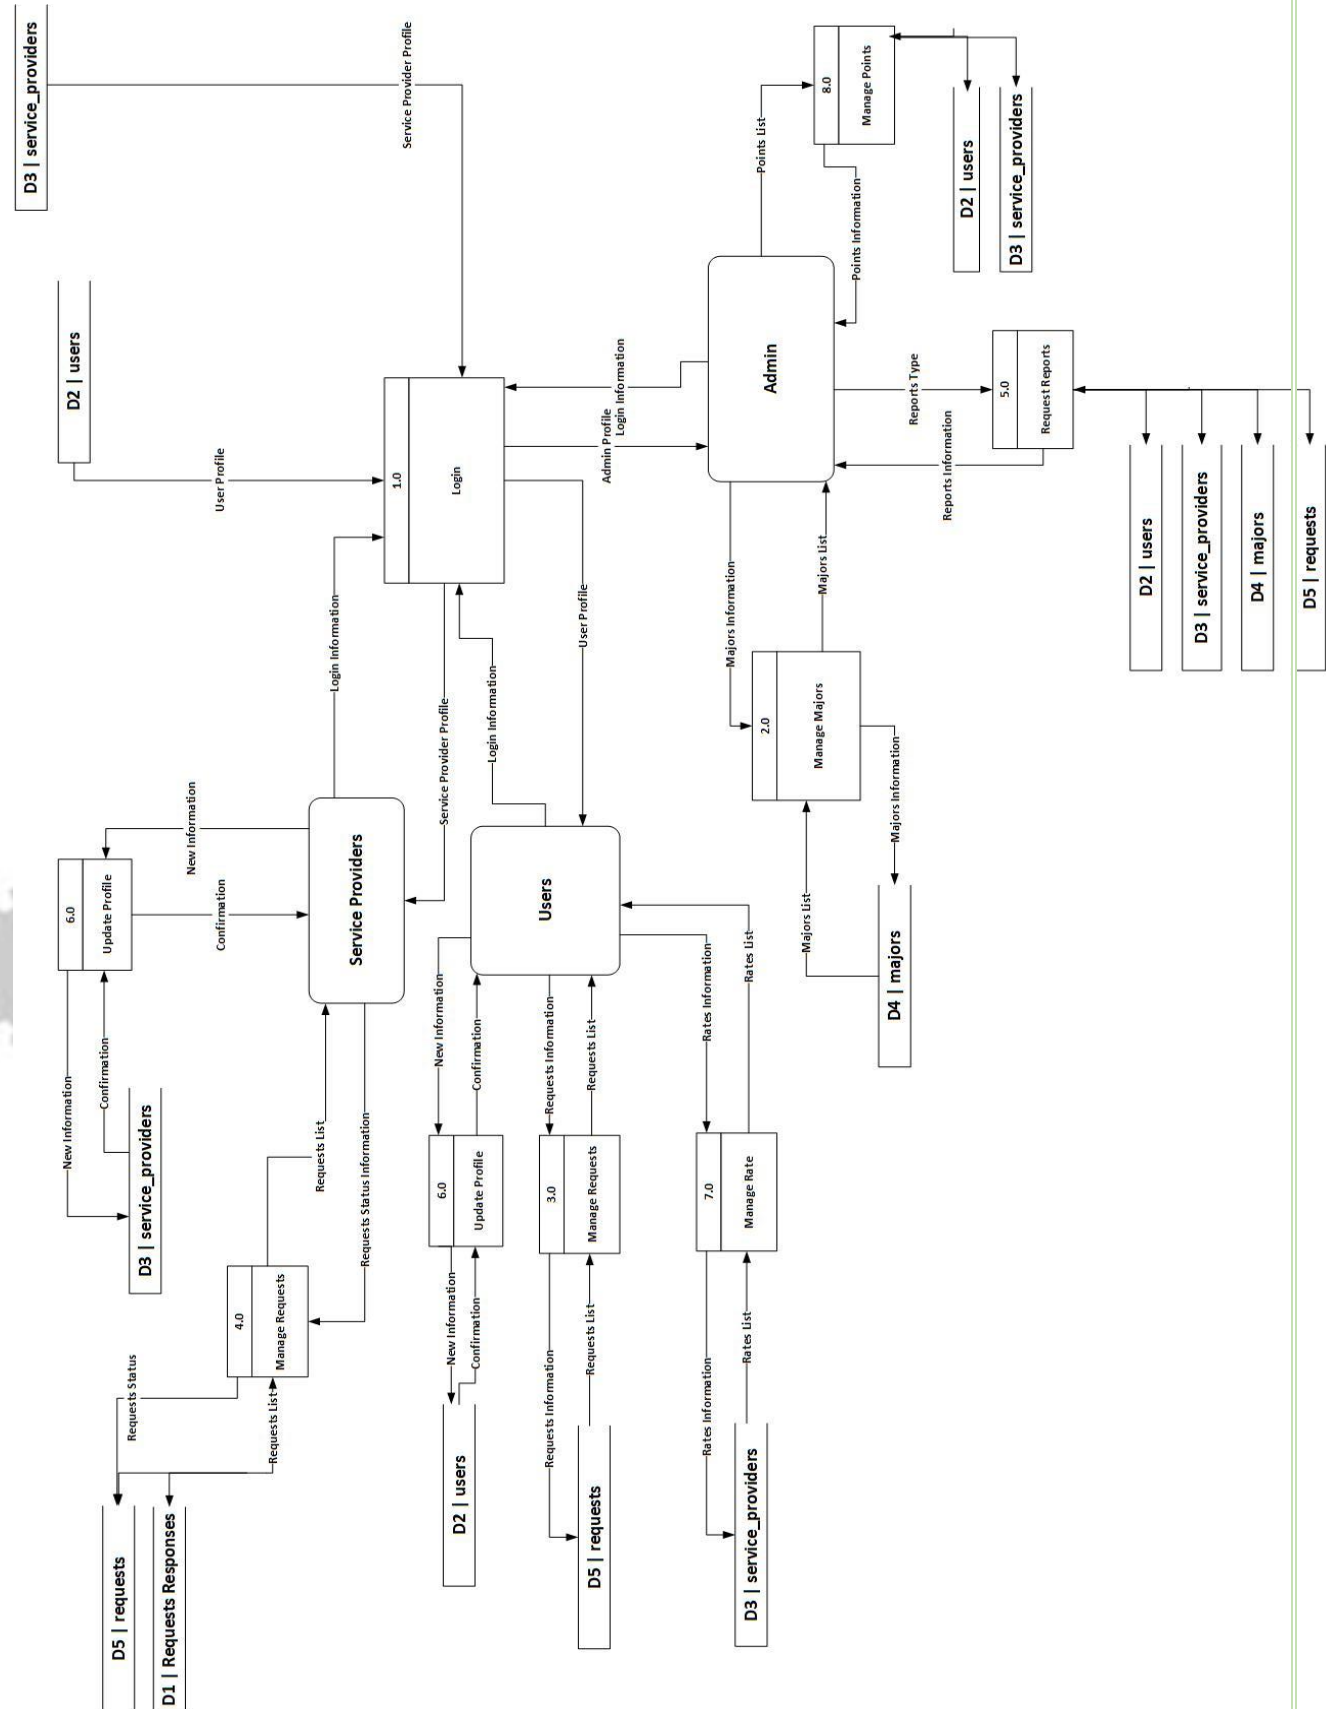 D5 | requests
D1 | Requests Responses
Requests Status
Requests List
4.0
Manage Requests
Requests List
Requests Status Information
D3 | service_providers
New Information
Confirmation
6.0
Update Profile
New Information
Confirmation
Service Providers
Login Information
Service Provider Profile
D2 | users
User Profile
D3 | service_providers
Service Provider Profile
1.0
Login
Login Information
User Profile
Users
D2 | users
New Information
Confirmation
6.0
Update Profile
New Information
Confirmation
D5 | requests
Requests Information
Requests List
3.0
Manage Requests
Requests Information
Requests List
D3 | service_providers
Rates Information
Rates List
7.0
Manage Rate
Rates Information
Rates List
Admin Profile
Login Information
Admin
Majors Information
Majors List
2.0
Manage Majors
Majors List
Majors Information
D4 | majors
Points List
Points Information
8.0
Manage Points
D2 | users
D3 | service_providers
Reports Type
Reports Information
5.0
Request Reports
D2 | users
D3 | service_providers
D4 | majors
D5 | requests